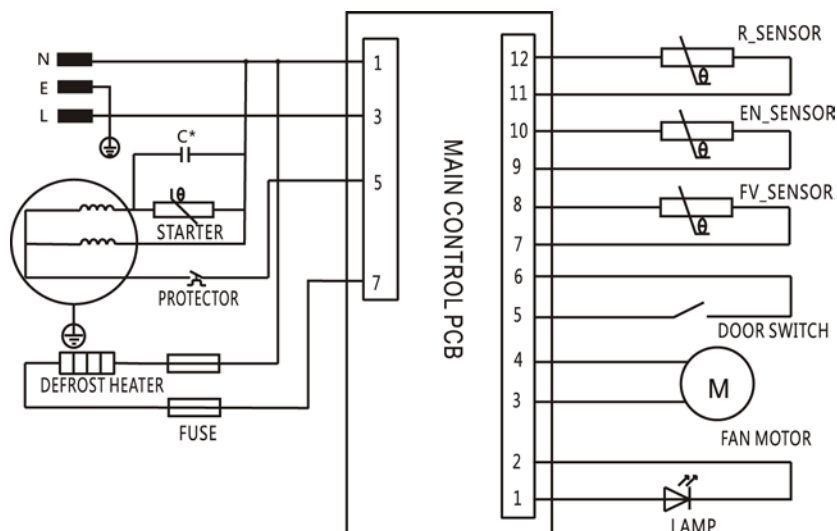 N
E
L
C*
θ
STARTER
PROTECTOR
DEFROST HEATER
FUSE
1
3
5
7
MAIN CONTROL PCB
12
11
10
9
8
7
6
5
4
3
2
1
R_SENSOR
θ
EN_SENSOR
θ
FV_SENSOR
θ
DOOR SWITCH
M
FAN MOTOR
LAMP